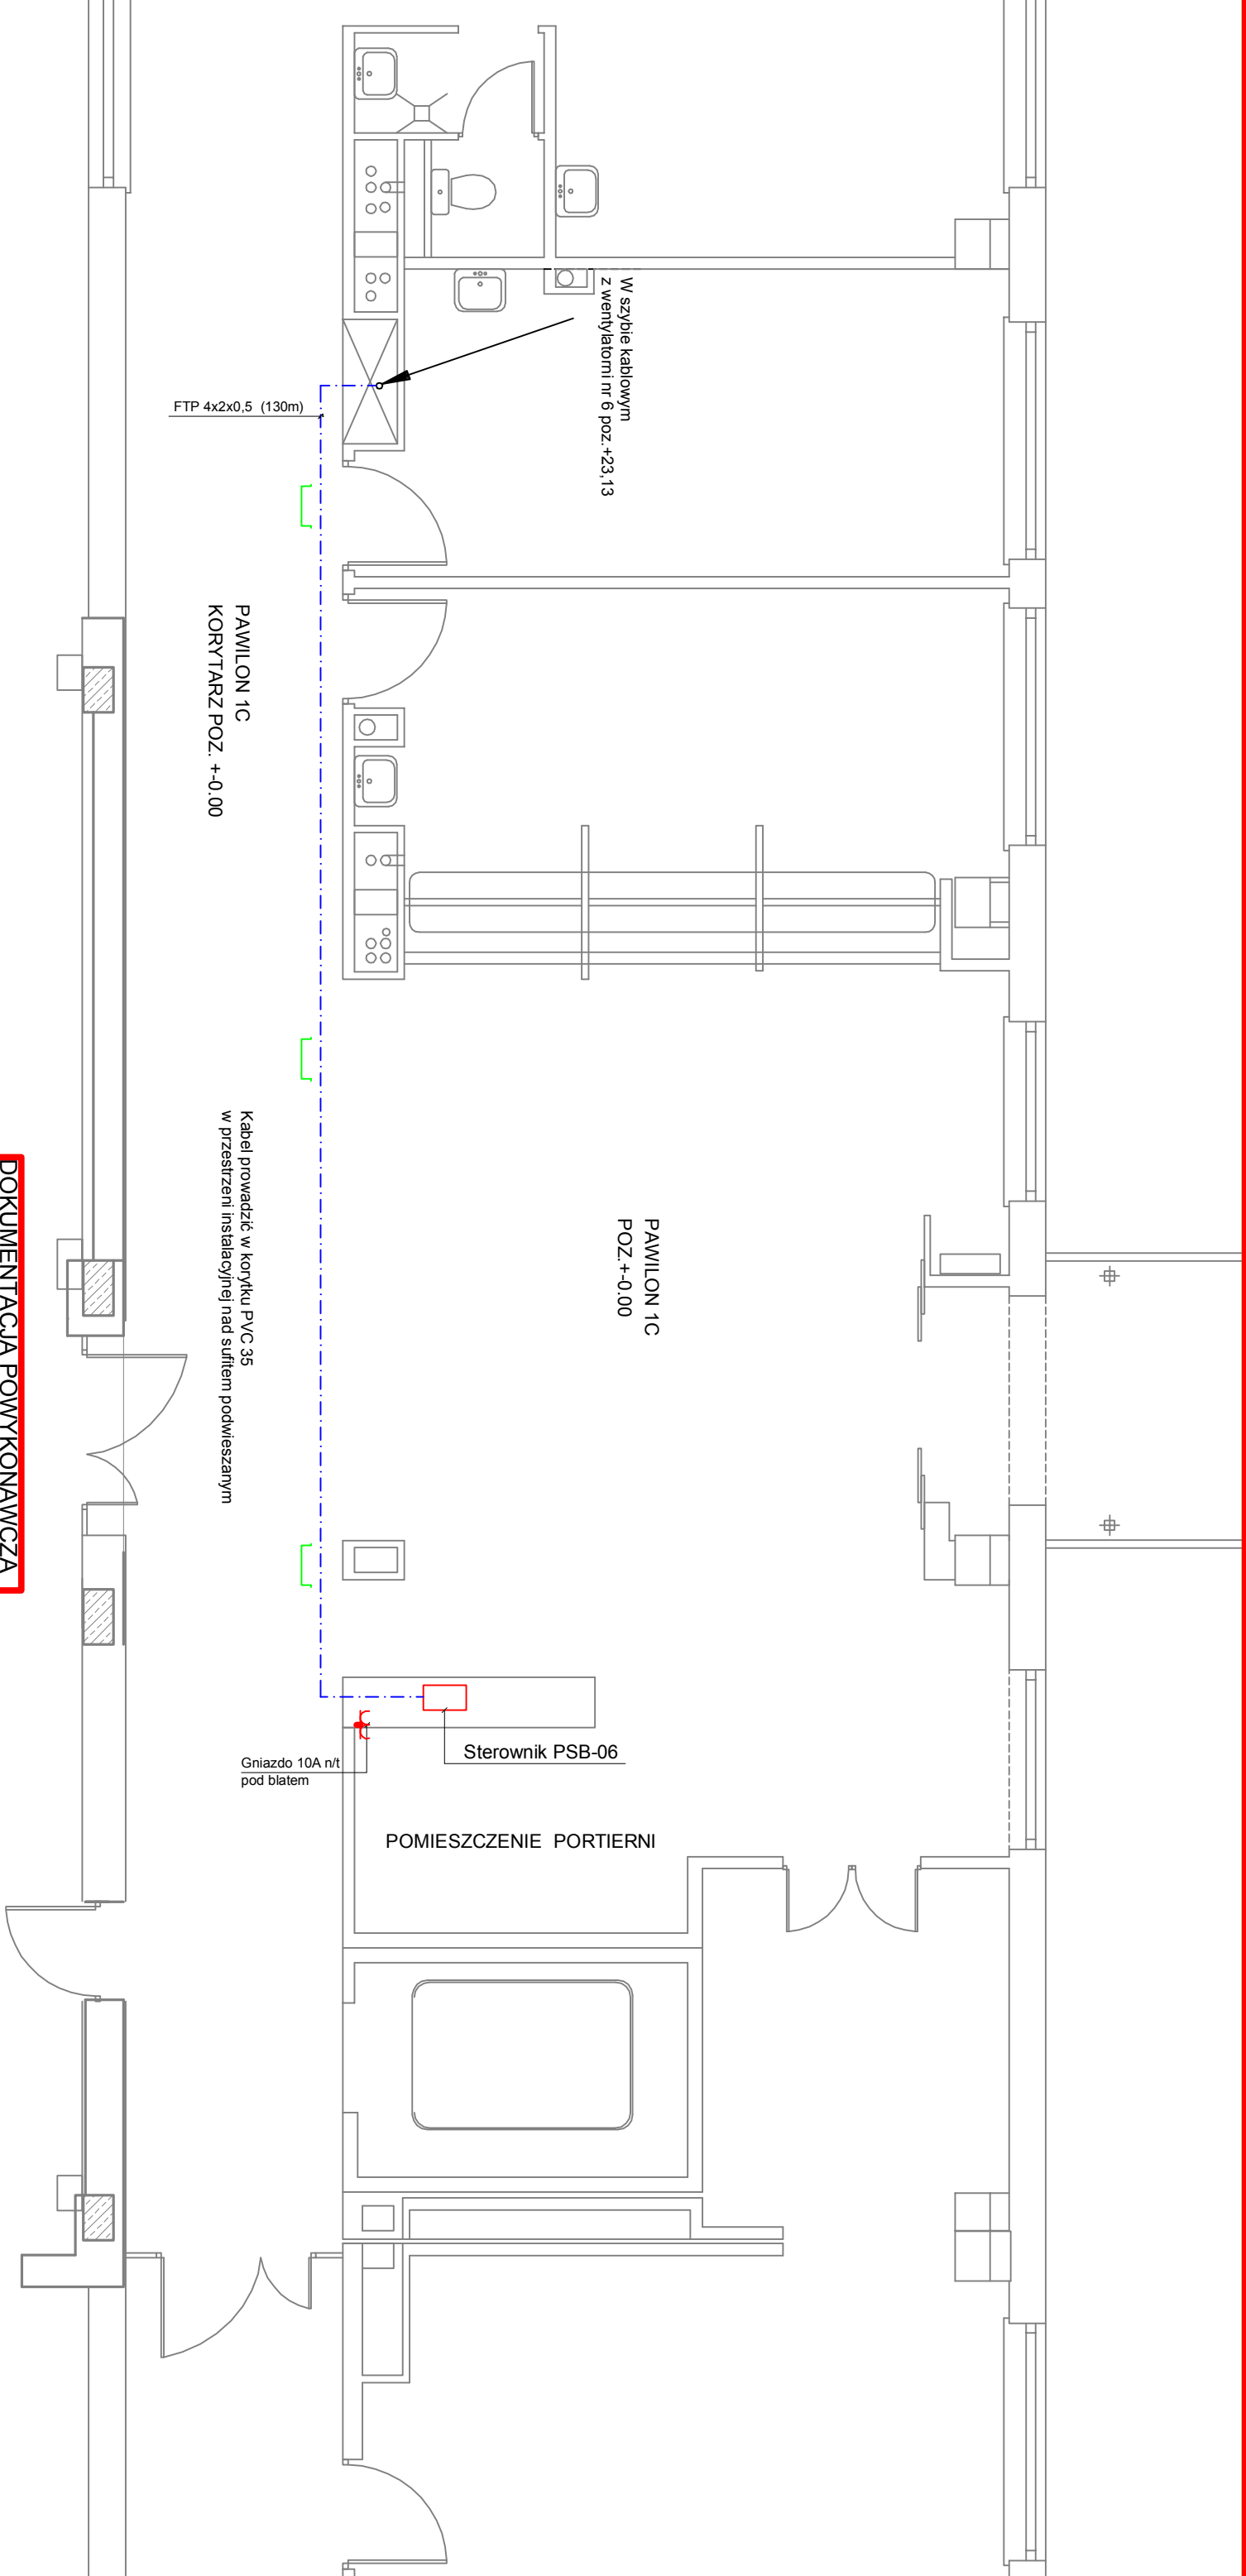 W szybie kablowym
z wentylatorni nr 6 poz.+23,13
FTP 4x2x0,5 (130m)
PAWILON 1C
KORYTARZ POZ. +-0.00
Kabel prowadzić w korytku PVC 35
w przestrzeni instalacyjnej nad sufitem podwieszanym
PAWILON 1C
POZ.+-0.00
DOKUMENTACJA POWYKONAWCZA
Sterownik PSB-06
Gniazdo 10A n/t
pod blatem
POMIESZCZENIE PORTIERNI